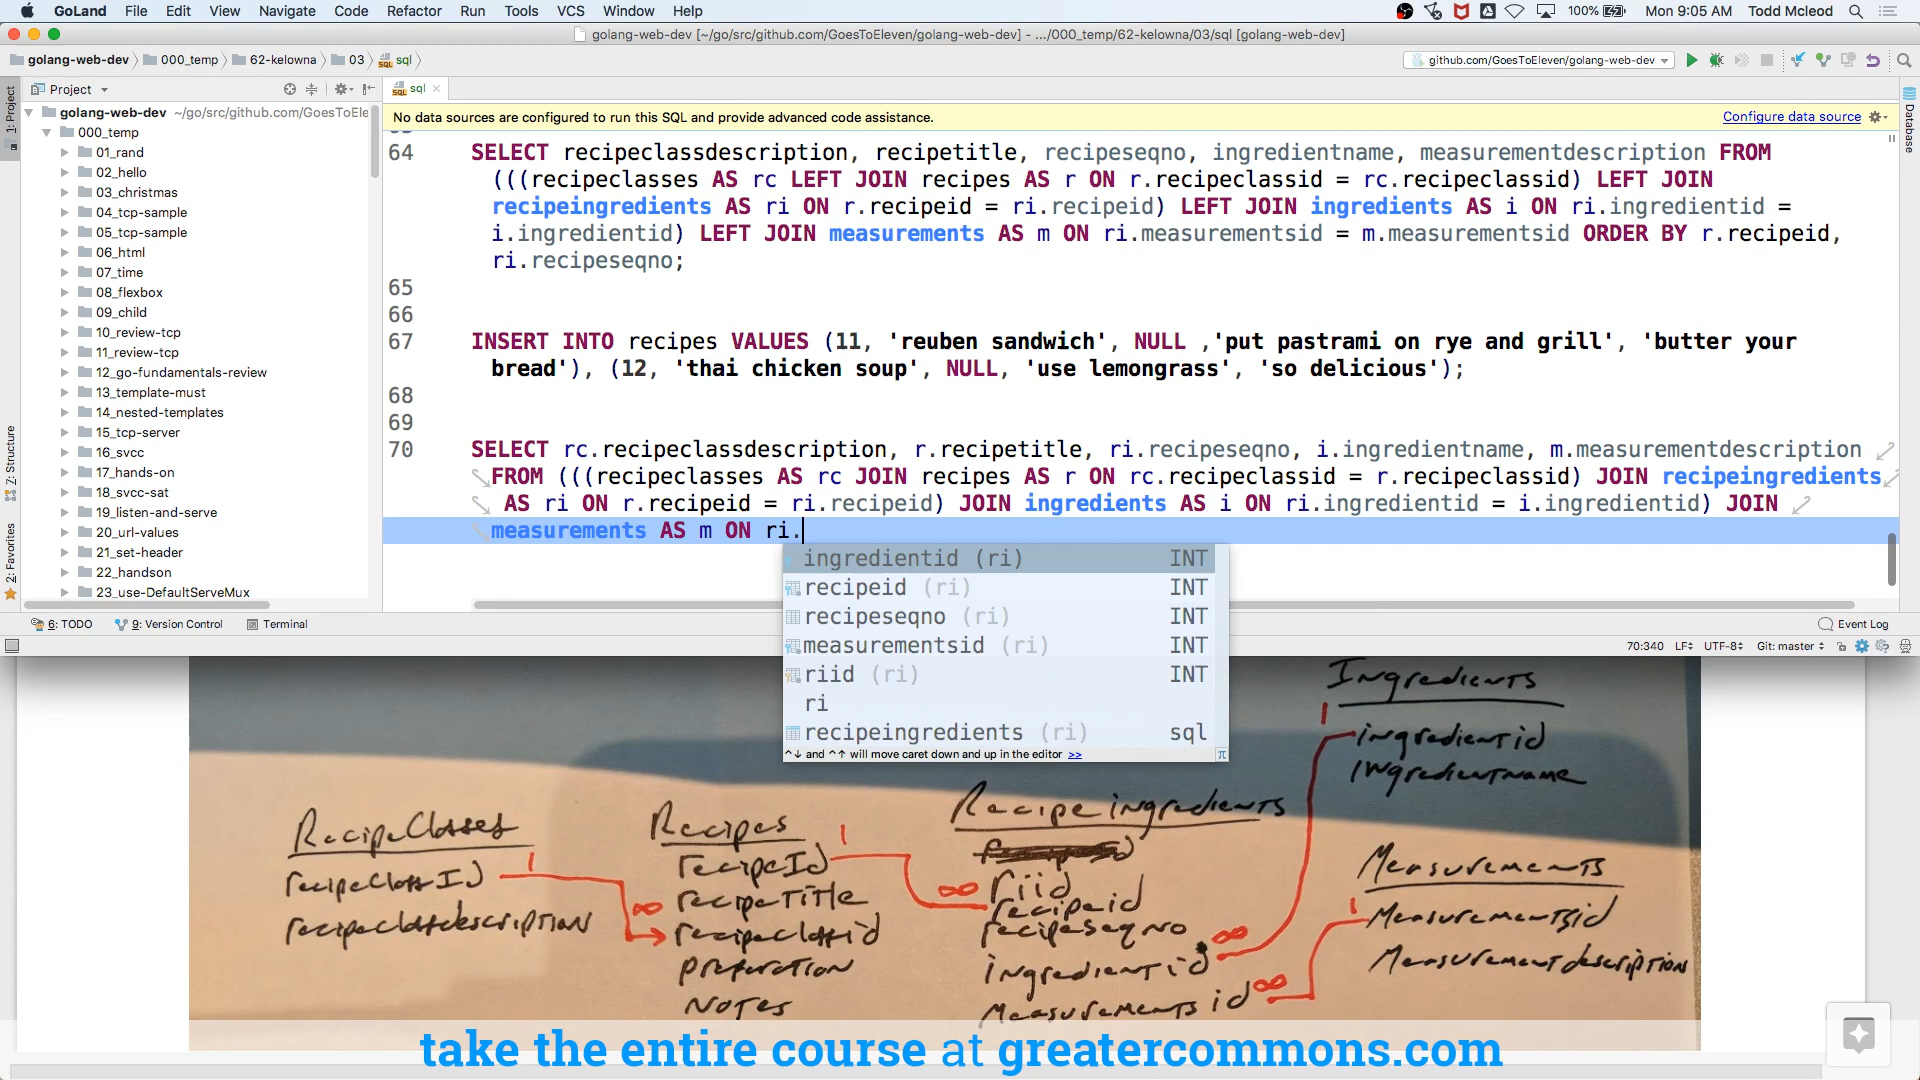 GoLand File Edit View Navigate Code Refactor Run Tools VCS Window Help 100% Mon 9:05 AM Todd Mcleod
golang-web-dev [~/go/src/github.com/GoesToEleven/golang-web-dev] - .../000_temp/62-kelowna/03/sql [golang-web-dev]
golang-web-dev 000_temp 62-kelowna 03 sql github.com/GoesToEleven/golang-web-dev
Project sql
No data sources are configured to run this SQL and provide advanced code assistance. Configure data source
1: Project
7: Structure
2: Favorites
Database
golang-web-dev ~/go/src/github.com/GoesToEle
000_temp
01_rand
02_hello
03_christmas
04_tcp-sample
05_tcp-sample
06_html
07_time
08_flexbox
09_child
10_review-tcp
11_review-tcp
12_go-fundamentals-review
13_template-must
14_nested-templates
15_tcp-server
16_svcc
17_hands-on
18_svcc-sat
19_listen-and-serve
20_url-values
21_set-header
22_handson
23_use-DefaultServeMux
64 SELECT recipeclassdescription, recipetitle, recipeseqno, ingredientname, measurementdescription FROM
(((recipeclasses AS rc LEFT JOIN recipes AS r ON r.recipeclassid = rc.recipeclassid) LEFT JOIN
recipeingredients AS ri ON r.recipeid = ri.recipeid) LEFT JOIN ingredients AS i ON ri.ingredientid =
i.ingredientid) LEFT JOIN measurements AS m ON ri.measurementsid = m.measurementsid ORDER BY r.recipeid,
ri.recipeseqno;
65
66
67 INSERT INTO recipes VALUES (11, 'reuben sandwich', NULL ,'put pastrami on rye and grill', 'butter your
bread'), (12, 'thai chicken soup', NULL, 'use lemongrass', 'so delicious');
68
69
70 SELECT rc.recipeclassdescription, r.recipetitle, ri.recipeseqno, i.ingredientname, m.measurementdescription
FROM (((recipeclasses AS rc JOIN recipes AS r ON rc.recipeclassid = r.recipeclassid) JOIN recipeingredients
AS ri ON r.recipeid = ri.recipeid) JOIN ingredients AS i ON ri.ingredientid = i.ingredientid) JOIN
measurements AS m ON ri.
ingredientid (ri) INT
recipeid (ri) INT
recipeseqno (ri) INT
measurementsid (ri) INT
riid (ri) INT
ri
recipeingredients (ri) sql
^↓ and ^↑ will move caret down and up in the editor >> π
6: TODO 9: Version Control Terminal Event Log
70:340 LF UTF-8 Git: master
RecipeClasses
recipeClassID 1
recipeclassdescription
Recipes
recipeId 1
recipeTitle
∞ recipeclassid
preparation
Notes
Recipeingredients
∞ riid
recipeid
recipeseqno
ingredientid ∞
measurementsid ∞
Ingredients
1 ingredientid
ingredientname
Measurements
1 Measurementsid
Measurementdescription
take the entire course at greatercommons.com